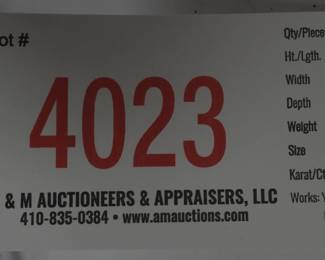 ot #
4023
& M AUCTIONEERS & APPRAISERS, LLC
410-835-0384 • www.amauctions.com
Qty/Piece
Ht./Lgth.
Width
Depth
Weight
Size
Karat/Ct
Works: Y